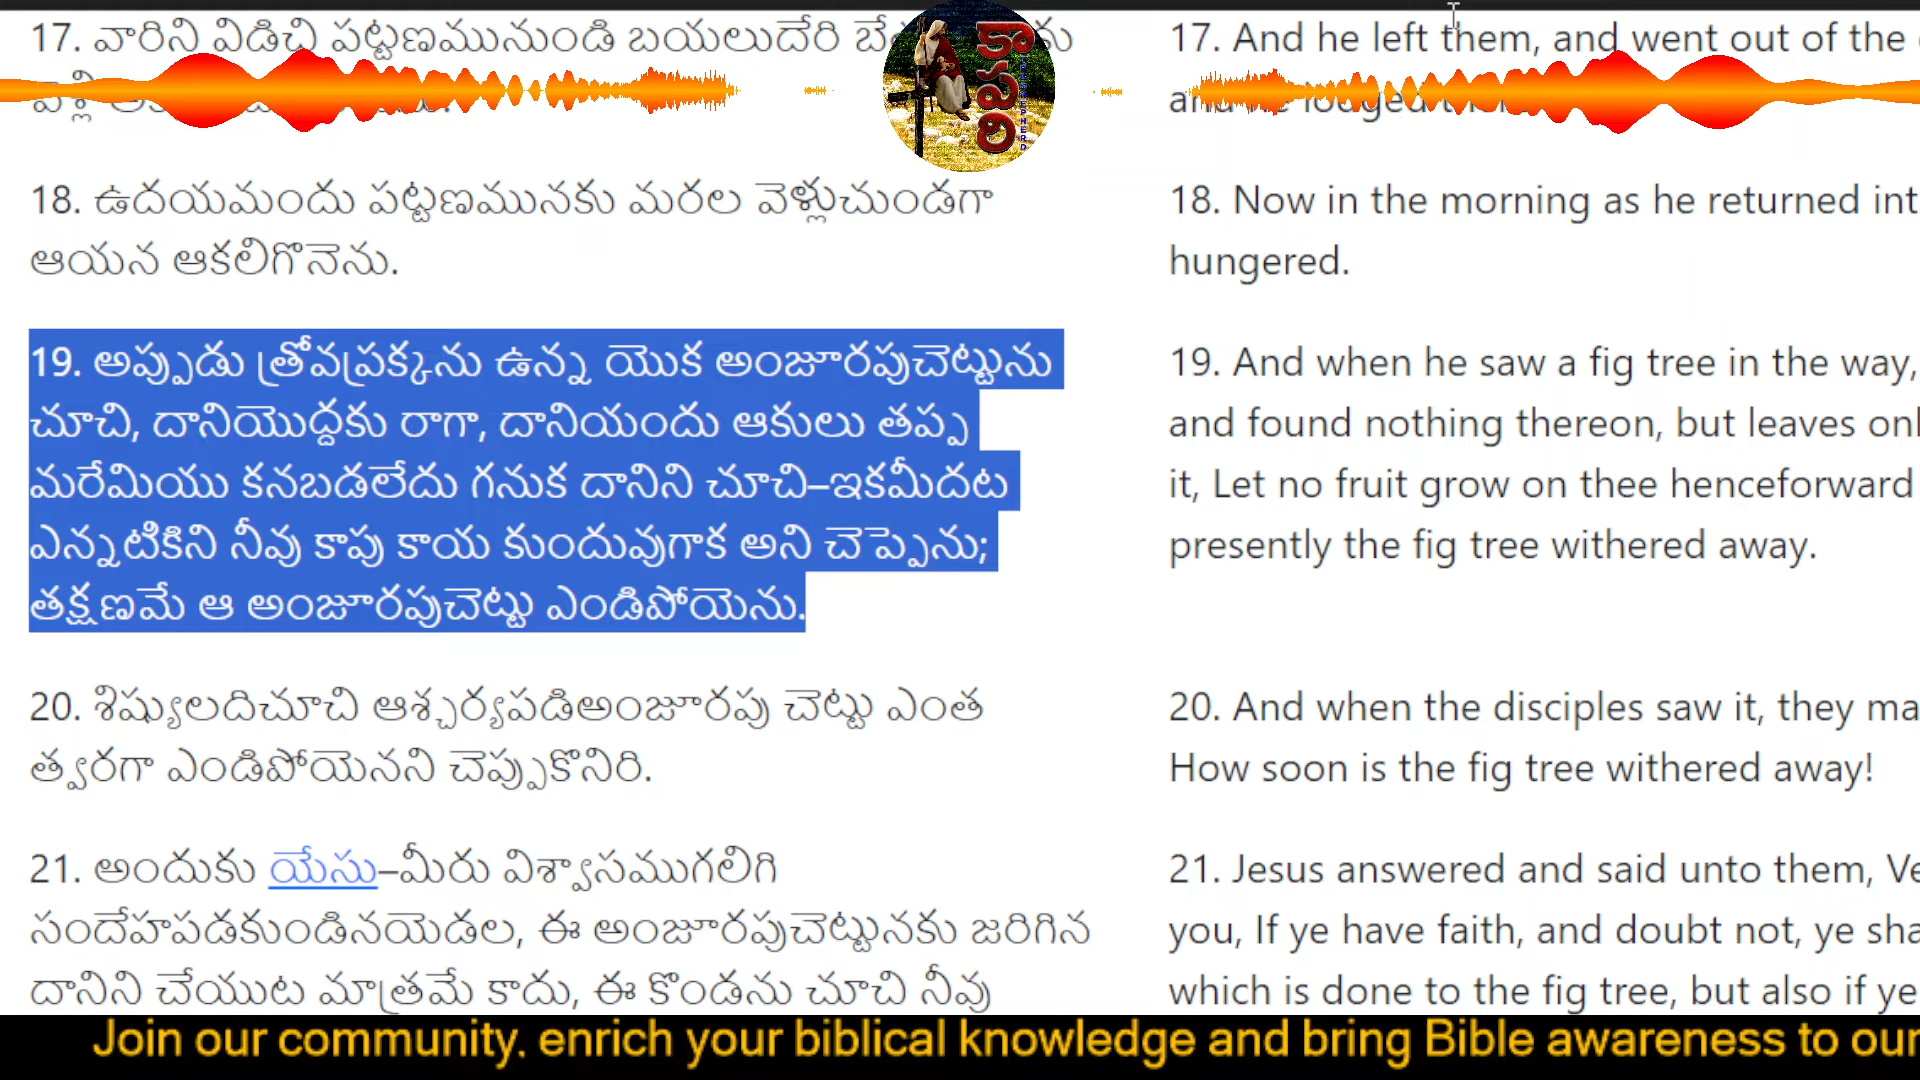 17. వారిని విడిచి పట్టణమునుండి బయలుదేరి
18. ఉదయమందు పట్టణమునకు మరల వెళ్లుచుండగా
ఆయన ఆకలిగొనెను.
19. అప్పుడు త్రోవప్రక్కను ఉన్న యొక అంజూరపుచెట్టును
చూచి, దానియొద్దకు రాగా, దానియందు ఆకులు తప్ప
మరేమియు కనబడలేదు గనుక దానిని చూచి–ఇకమీదట
ఎన్నటికిని నీవు కాపు కాయ కుందువుగాక అని చెప్పెను;
తక్షణమే ఆ అంజూరపుచెట్టు ఎండిపోయెను.
20. శిష్యులదిచూచి ఆశ్చర్యపడిఅంజూరపు చెట్టు ఎంత
త్వరగా ఎండిపోయెనని చెప్పుకొనిరి.
21. అందుకు యేసు–మీరు విశ్వాసముగలిగి
సందేహపడకుండినయెడల, ఈ అంజూరపుచెట్టునకు జరిగిన
దానిని చేయుట మాత్రమే కాదు, ఈ కొండను చూచి నీవు
కాపరి
SHEPHERD
17. And he left them, and went out of the
and he lodged
18. Now in the morning as he returned int
hungered.
19. And when he saw a fig tree in the way,
and found nothing thereon, but leaves onl
it, Let no fruit grow on thee henceforward
presently the fig tree withered away.
20. And when the disciples saw it, they ma
How soon is the fig tree withered away!
21. Jesus answered and said unto them, Ve
you, If ye have faith, and doubt not, ye sha
which is done to the fig tree, but also if ye
Join our community. enrich your biblical knowledge and bring Bible awareness to our